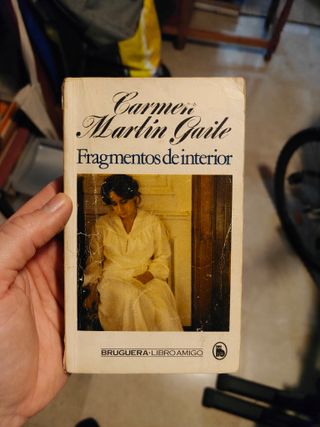 Carmen
Martín Gaite
Fragmentos de interior
BRUGUERA·LIBRO AMIGO